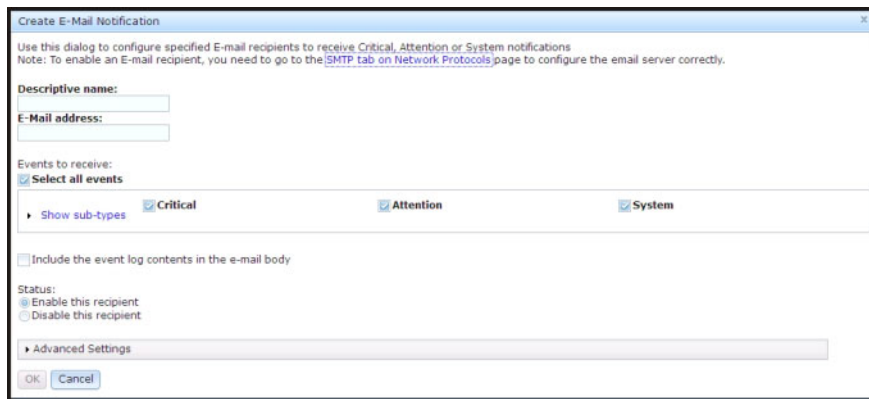 Create E-Mail Notification
x
Use this dialog to configure specified E-mail recipients to receive Critical, Attention or System notifications
Note: To enable an E-mail recipient, you need to go to the SMTP tab on Network Protocols page to configure the email server correctly.
Descriptive name:
E-Mail address:
Events to receive:
Select all events
Show sub-types
Critical
Attention
System
Include the event log contents in the e-mail body
Status:
Enable this recipient
Disable this recipient
Advanced Settings
OK Cancel